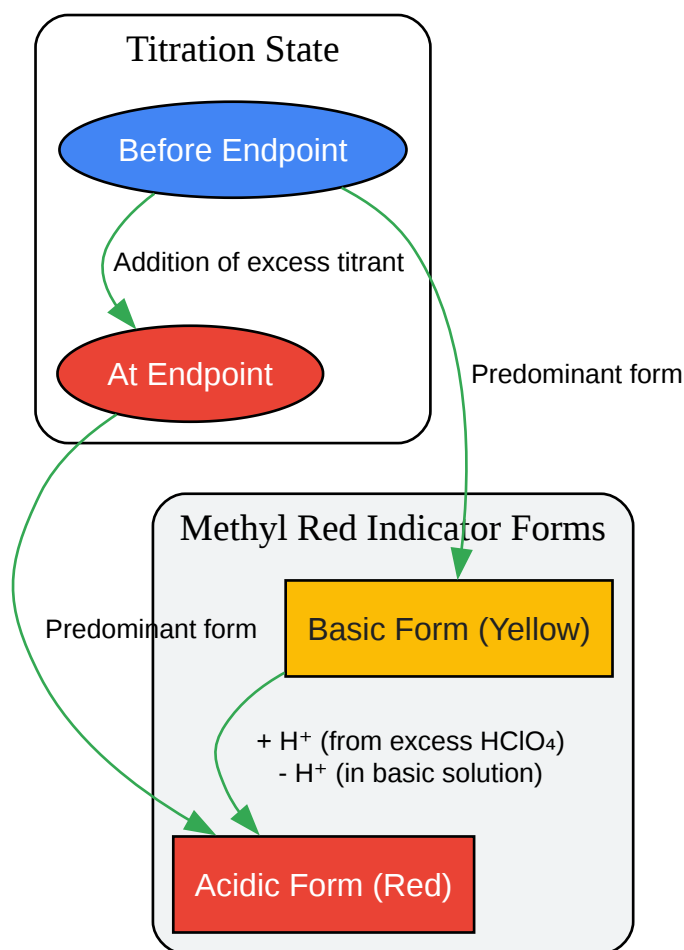 Titration State
Before Endpoint
Addition of excess titrant
At Endpoint
Predominant form
Methyl Red Indicator Forms
Basic Form (Yellow)
Predominant form
+ H⁺ (from excess HClO₄)
- H⁺ (in basic solution)
Acidic Form (Red)